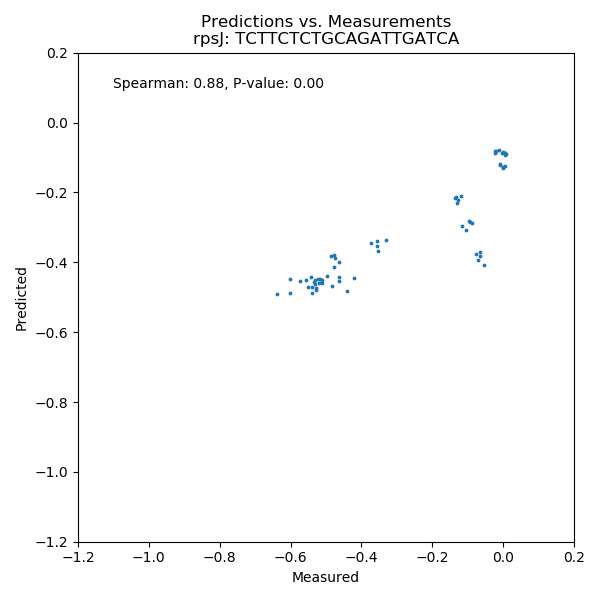 Predictions vs. Measurements
rpsJ: TCTTCTCTGCAGATTGATCA
Spearman: 0.88, P-value: 0.00
0.2
0.0
−0.2
−0.4
−0.6
−0.8
−1.0
−1.2
Predicted
−1.2 −1.0 −0.8 −0.6 −0.4 −0.2 0.0 0.2
Measured